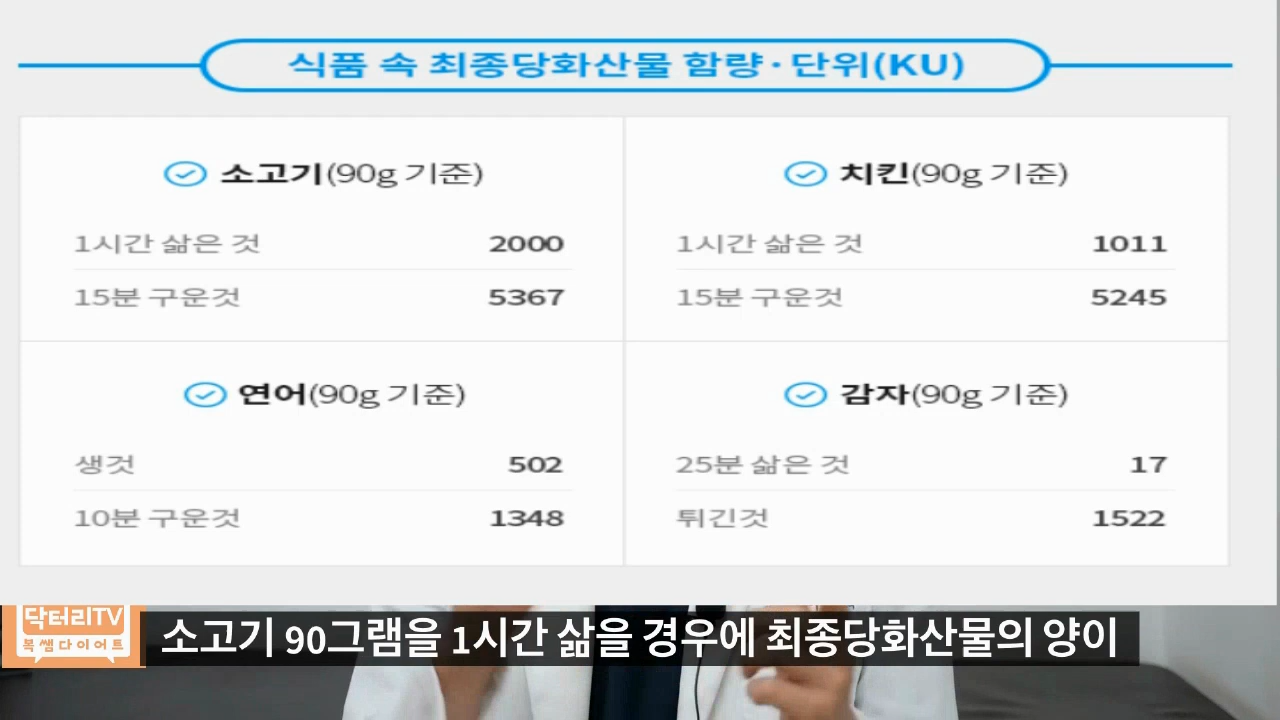 식품 속 최종당화산물 함량·단위(KU)
소고기(90g 기준)
1시간 삶은 것 2000
15분 구운것 5367
치킨(90g 기준)
1시간 삶은 것 1011
15분 구운것 5245
연어(90g 기준)
생것 502
10분 구운것 1348
감자(90g 기준)
25분 삶은 것 17
튀긴것 1522
닥터리TV
복쌤다이어트
소고기 90그램을 1시간 삶을 경우에 최종당화산물의 양이